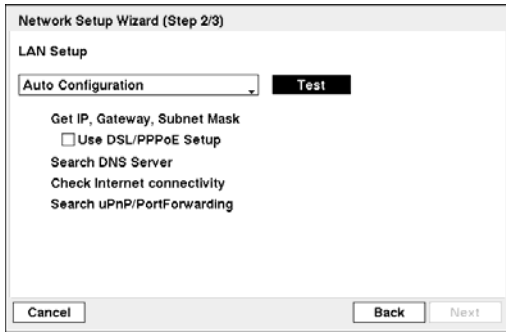 Network Setup Wizard (Step 2/3)
LAN Setup
Auto Configuration Test
Get IP, Gateway, Subnet Mask
Use DSL/PPPoE Setup
Search DNS Server
Check Internet connectivity
Search uPnP/PortForwarding
Cancel Back Next